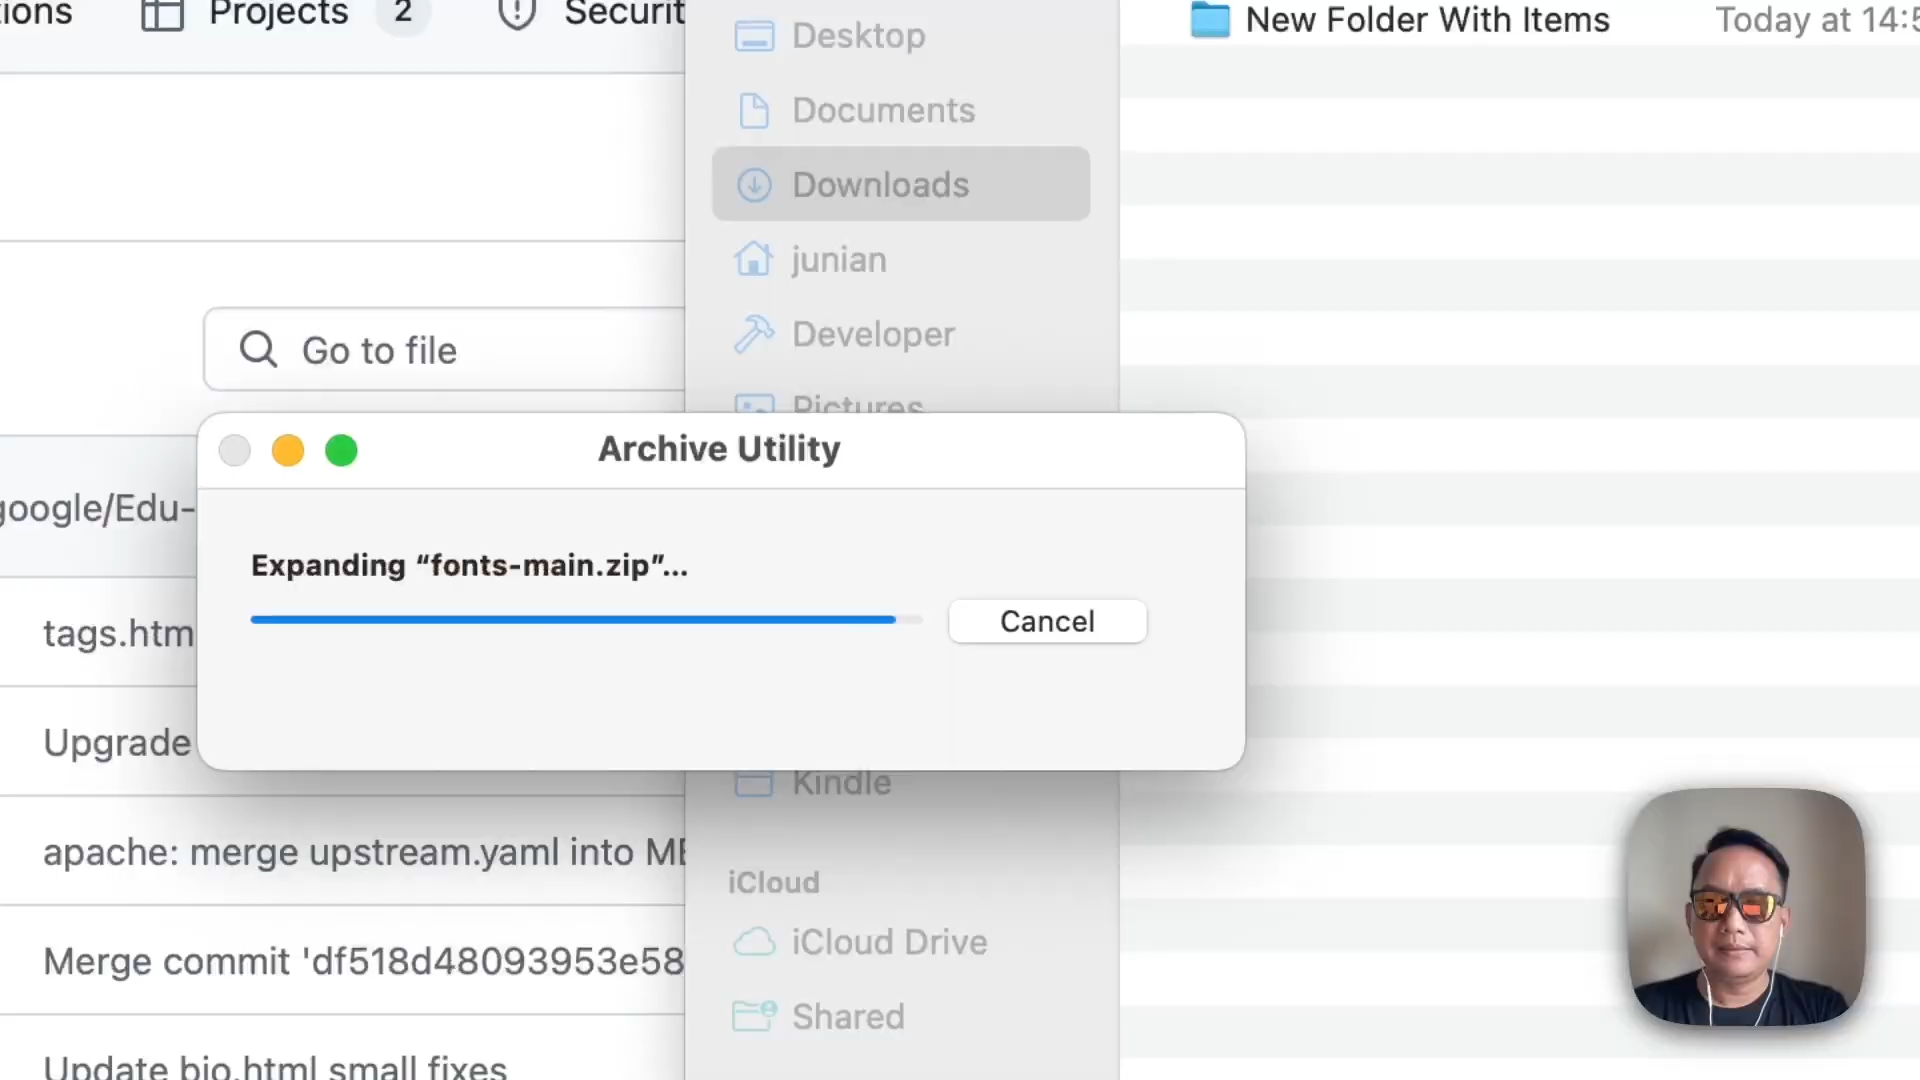 ions Projects 2 Securit
Desktop
Documents
Downloads
junian
Developer
Pictures
Kindle
iCloud
iCloud Drive
Shared
New Folder With Items Today at 14:5
Go to file
google/Edu-
tags.htm
Upgrade
apache: merge upstream.yaml into ME
Merge commit 'df518d48093953e58
Update bio.html small fixes
Archive Utility
Expanding “fonts-main.zip”...
Cancel